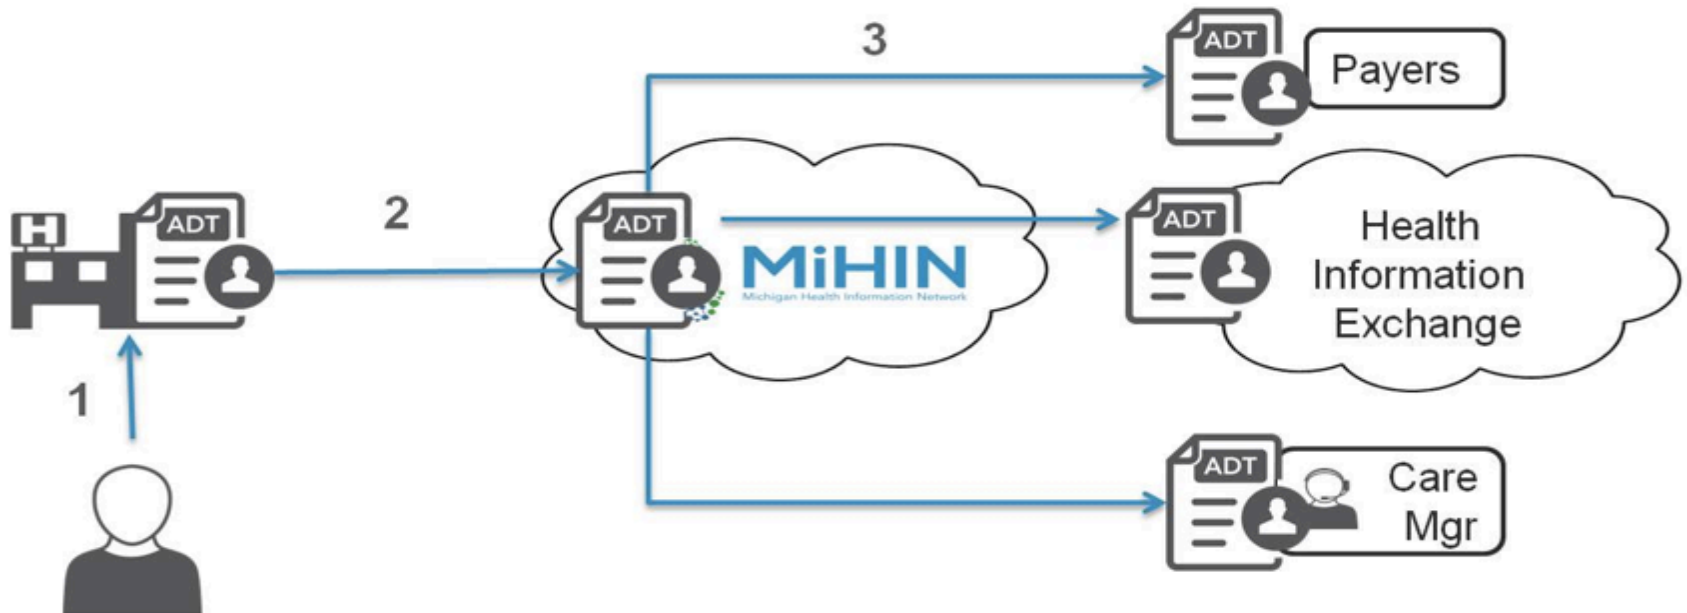 3
ADT
Payers
H
ADT
2
ADT
MiHIN
Michigan Health Information Network
ADT
Health
Information
Exchange
1
ADT
Care
Mgr